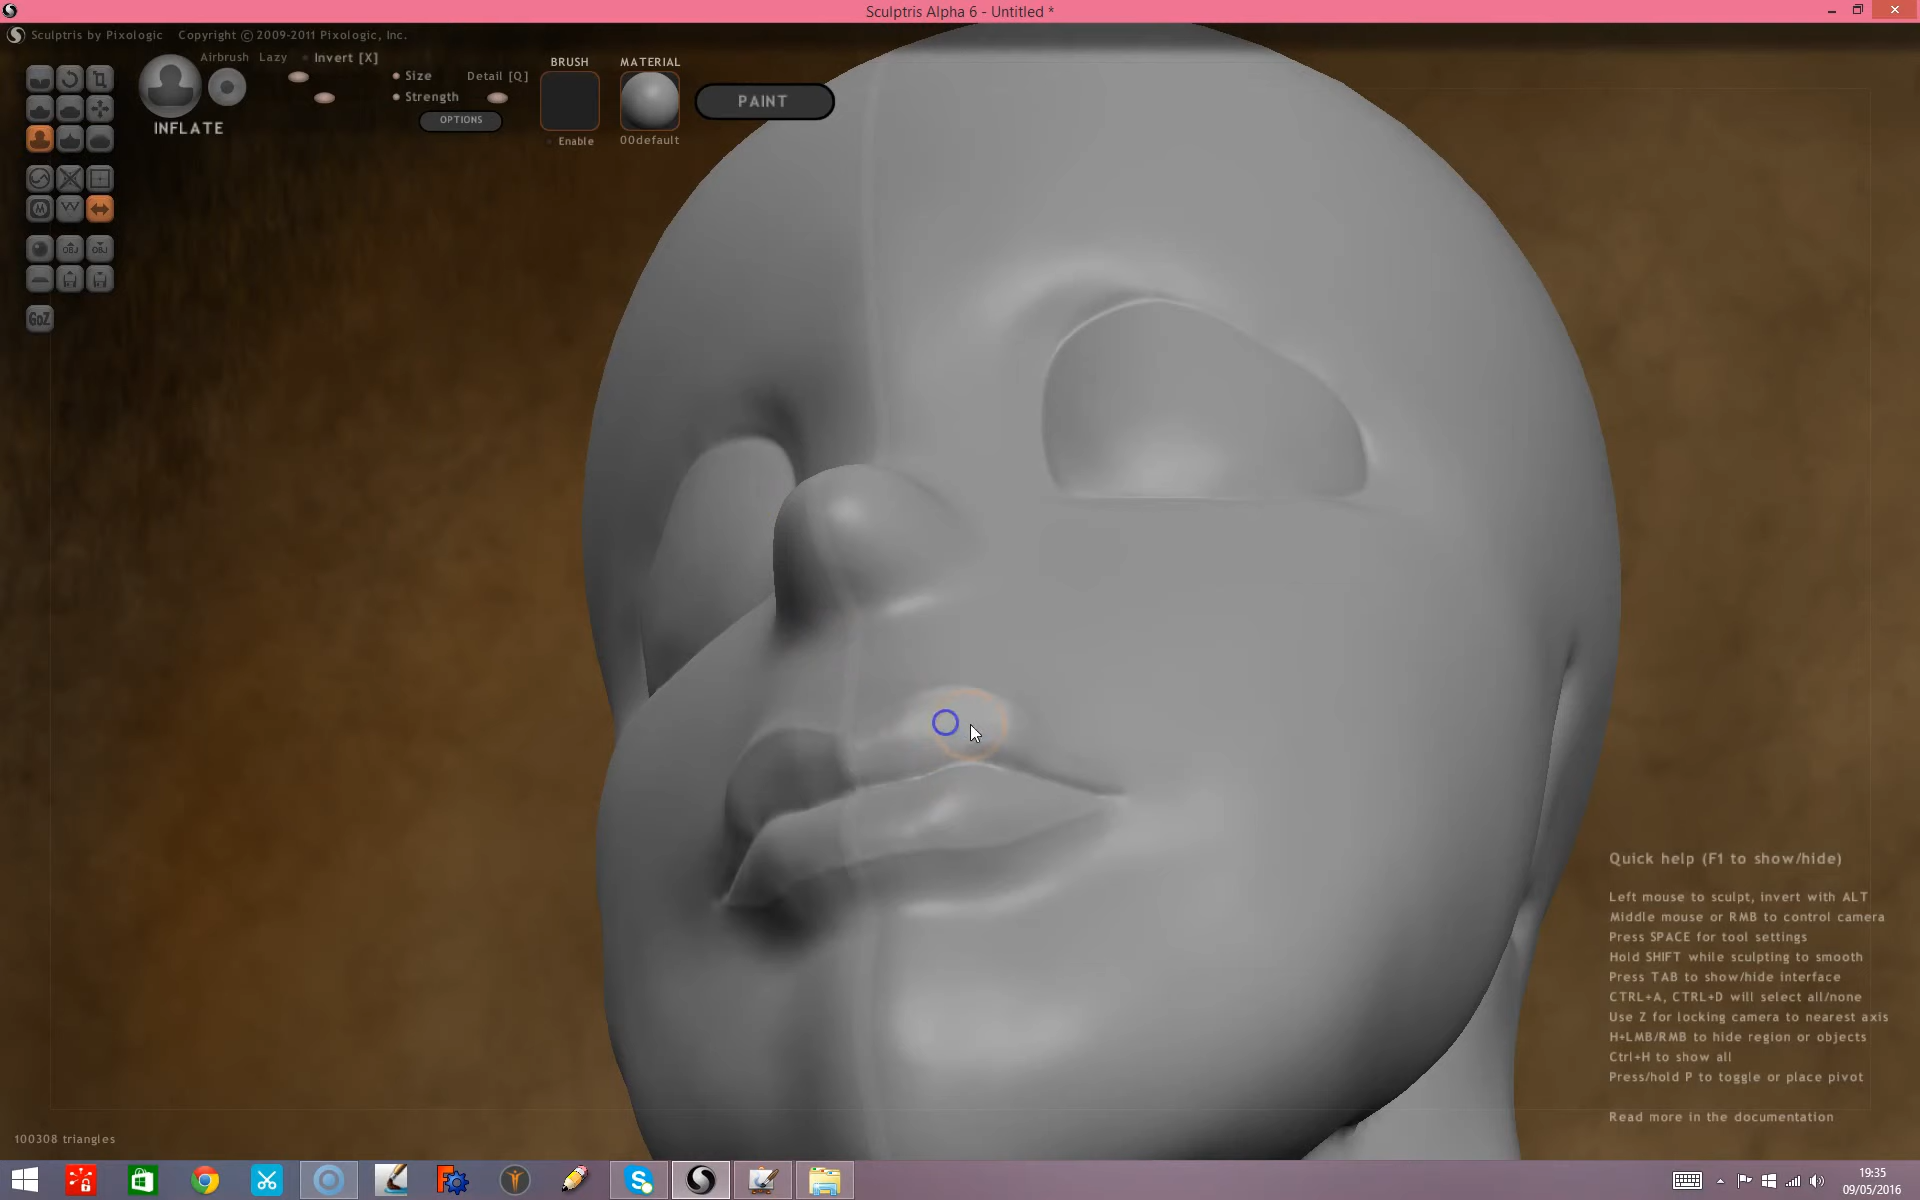 Sculptris Alpha 6 - Untitled *
Sculptris by Pixologic Copyright © 2009-2011 Pixologic, Inc.
Airbrush Lazy Invert [X]
Size Detail [Q]
Strength
OPTIONS
INFLATE
BRUSH
Enable
MATERIAL
00default
PAINT
OBJ OBJ
GoZ
Quick help (F1 to show/hide)
Left mouse to sculpt, invert with ALT
Middle mouse or RMB to control camera
Press SPACE for tool settings
Hold SHIFT while sculpting to smooth
Press TAB to show/hide interface
CTRL+A, CTRL+D will select all/none
Use Z for locking camera to nearest axis
H+LMB/RMB to hide region or objects
Ctrl+H to show all
Press/hold P to toggle or place pivot
Read more in the documentation
100308 triangles
19:35
09/05/2016